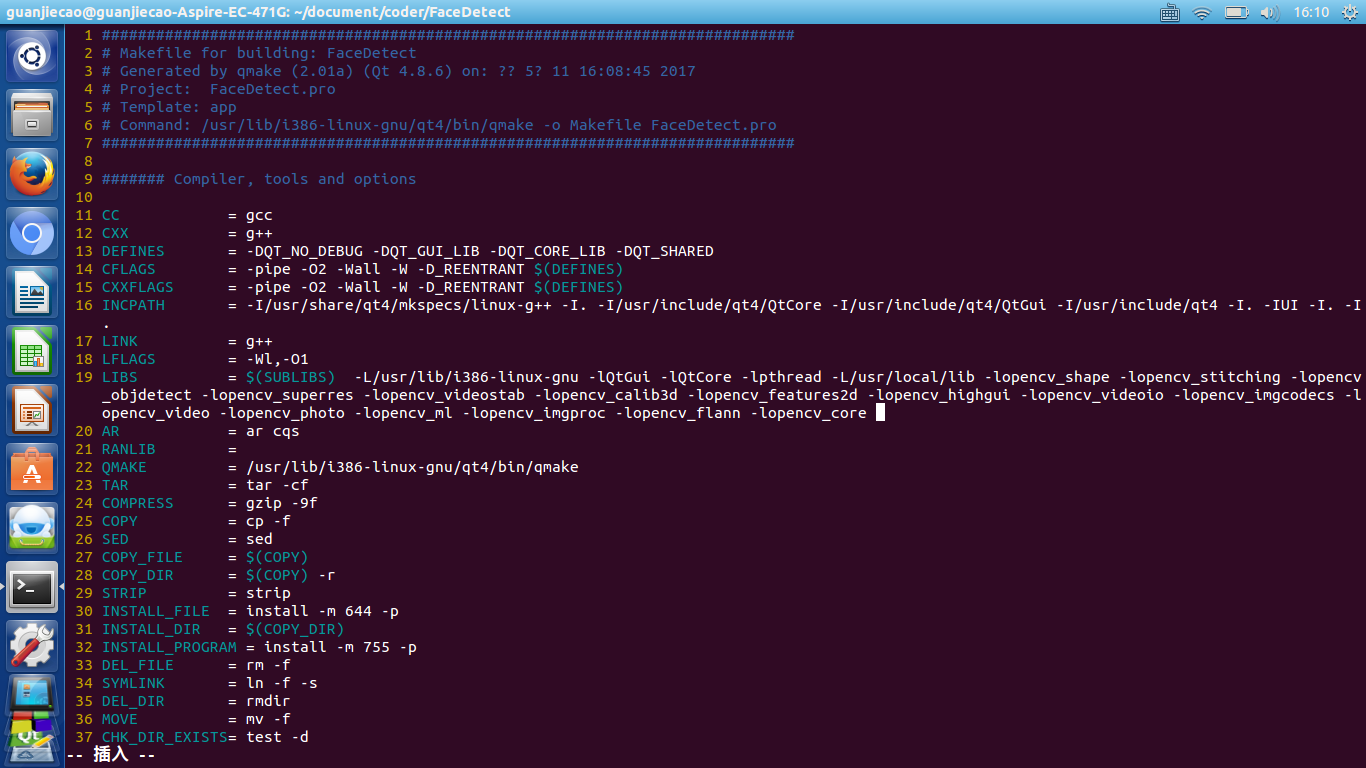 guanjiecao@guanjiecao-Aspire-EC-471G: ~/document/coder/FaceDetect 16:10
1 #############################################################################
2 # Makefile for building: FaceDetect
3 # Generated by qmake (2.01a) (Qt 4.8.6) on: ?? 5? 11 16:08:45 2017
4 # Project:  FaceDetect.pro
5 # Template: app
6 # Command: /usr/lib/i386-linux-gnu/qt4/bin/qmake -o Makefile FaceDetect.pro
7 #############################################################################
8
9 ####### Compiler, tools and options
10
11 CC            = gcc
12 CXX           = g++
13 DEFINES       = -DQT_NO_DEBUG -DQT_GUI_LIB -DQT_CORE_LIB -DQT_SHARED
14 CFLAGS        = -pipe -O2 -Wall -W -D_REENTRANT $(DEFINES)
15 CXXFLAGS      = -pipe -O2 -Wall -W -D_REENTRANT $(DEFINES)
16 INCPATH       = -I/usr/share/qt4/mkspecs/linux-g++ -I. -I/usr/include/qt4/QtCore -I/usr/include/qt4/QtGui -I/usr/include/qt4 -I. -IUI -I. -I
.
17 LINK          = g++
18 LFLAGS        = -Wl,-O1
19 LIBS          = $(SUBLIBS)  -L/usr/lib/i386-linux-gnu -lQtGui -lQtCore -lpthread -L/usr/local/lib -lopencv_shape -lopencv_stitching -lopencv
_objdetect -lopencv_superres -lopencv_videostab -lopencv_calib3d -lopencv_features2d -lopencv_highgui -lopencv_videoio -lopencv_imgcodecs -l
opencv_video -lopencv_photo -lopencv_ml -lopencv_imgproc -lopencv_flann -lopencv_core
20 AR            = ar cqs
21 RANLIB        =
22 QMAKE         = /usr/lib/i386-linux-gnu/qt4/bin/qmake
23 TAR           = tar -cf
24 COMPRESS      = gzip -9f
25 COPY          = cp -f
26 SED           = sed
27 COPY_FILE     = $(COPY)
28 COPY_DIR      = $(COPY) -r
29 STRIP         = strip
30 INSTALL_FILE  = install -m 644 -p
31 INSTALL_DIR   = $(COPY_DIR)
32 INSTALL_PROGRAM = install -m 755 -p
33 DEL_FILE      = rm -f
34 SYMLINK       = ln -f -s
35 DEL_DIR       = rmdir
36 MOVE          = mv -f
37 CHK_DIR_EXISTS= test -d
-- 插入 --